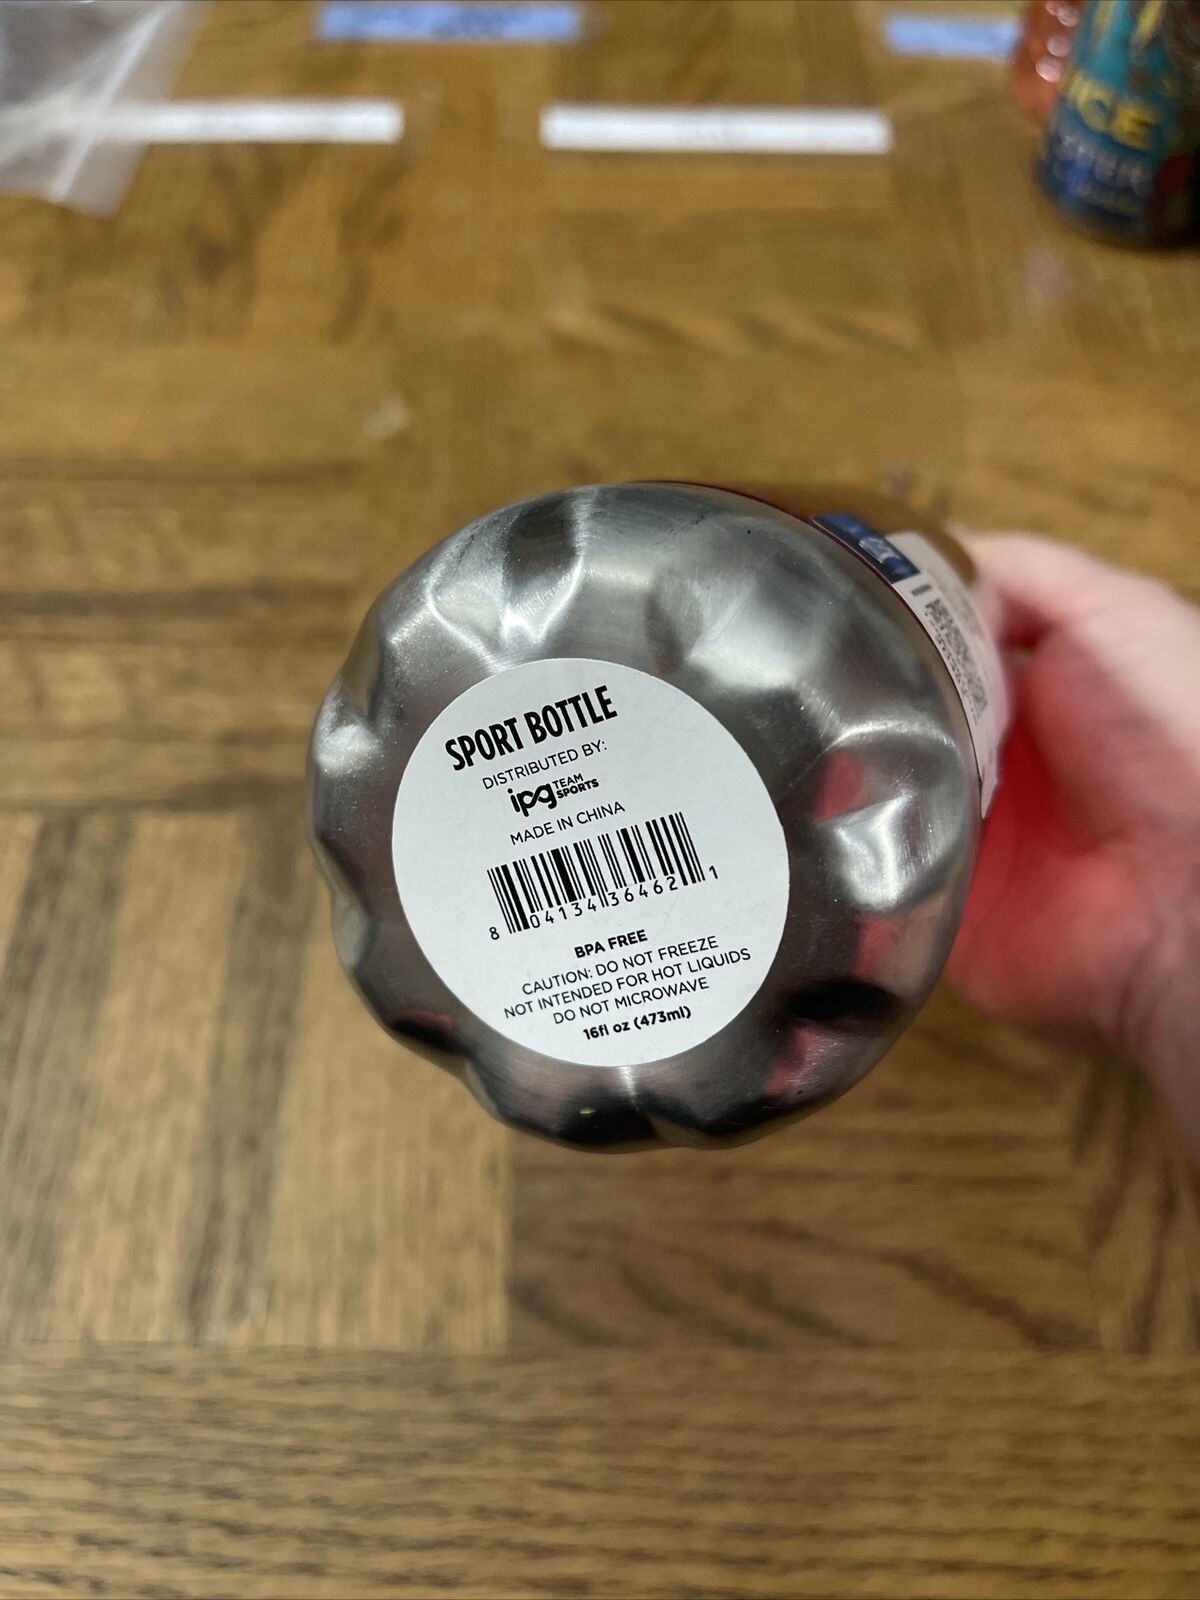 ICE
SPORT BOTTLE
DISTRIBUTED BY:
ipg TEAM SPORTS
MADE IN CHINA
8 04134 36462 1
BPA FREE
CAUTION: DO NOT FREEZE
NOT INTENDED FOR HOT LIQUIDS
DO NOT MICROWAVE
16fl oz (473ml)